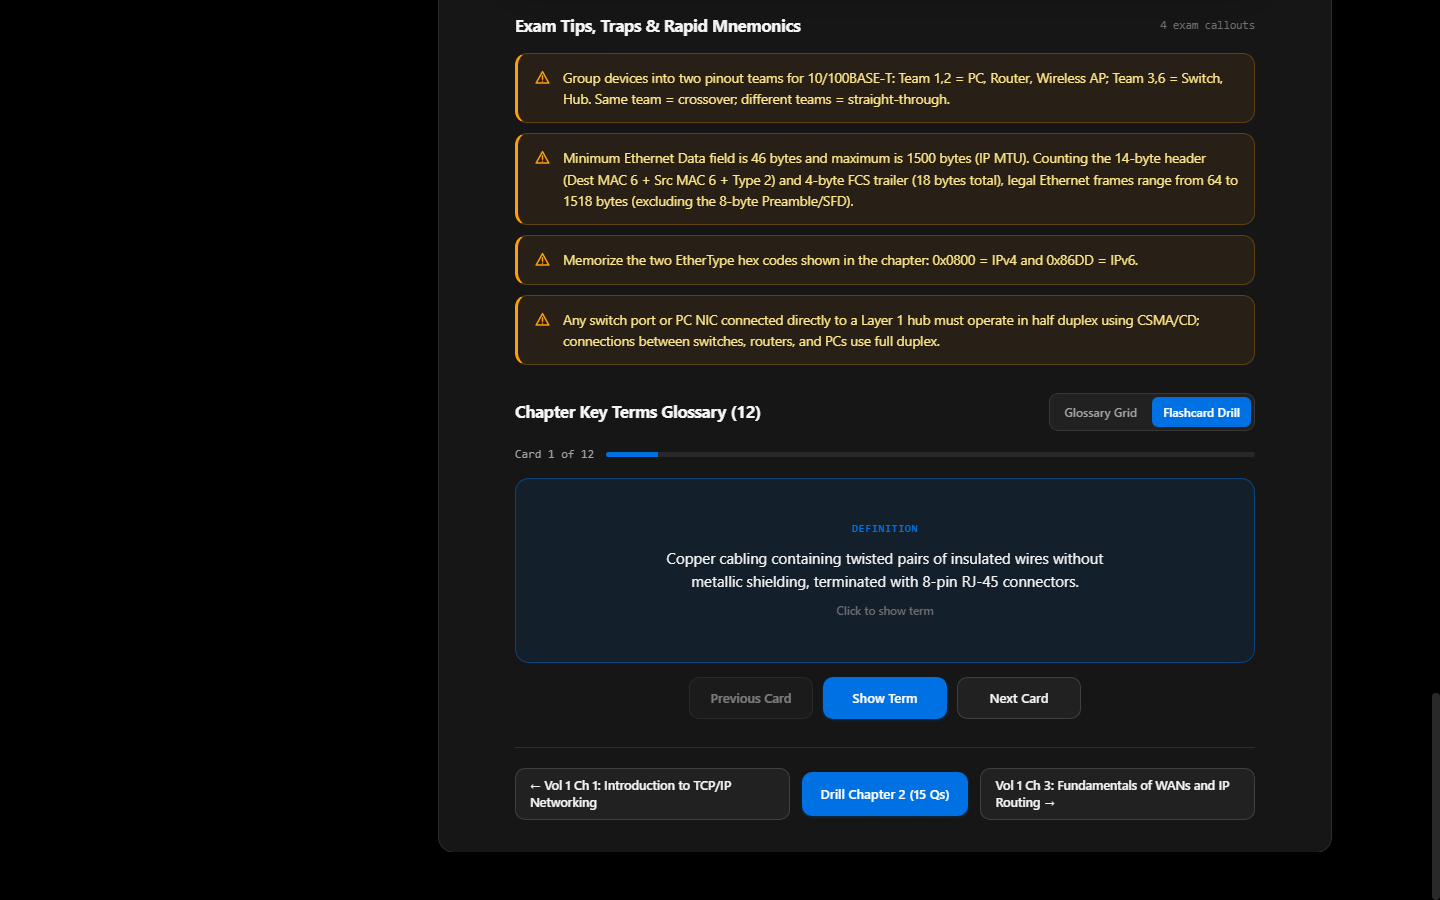 Exam Tips, Traps & Rapid Mnemonics
4 exam callouts
Group devices into two pinout teams for 10/100BASE-T: Team 1,2 = PC, Router, Wireless AP; Team 3,6 = Switch,
Hub. Same team = crossover; different teams = straight-through.
Minimum Ethernet Data field is 46 bytes and maximum is 1500 bytes (IP MTU). Counting the 14-byte header
(Dest MAC 6 + Src MAC 6 + Type 2) and 4-byte FCS trailer (18 bytes total), legal Ethernet frames range from 64 to
1518 bytes (excluding the 8-byte Preamble/SFD).
Memorize the two EtherType hex codes shown in the chapter: 0x0800 = IPv4 and 0x86DD = IPv6.
Any switch port or PC NIC connected directly to a Layer 1 hub must operate in half duplex using CSMA/CD;
connections between switches, routers, and PCs use full duplex.
Chapter Key Terms Glossary (12)
Glossary Grid
Flashcard Drill
Card 1 of 12
DEFINITION
Copper cabling containing twisted pairs of insulated wires without
metallic shielding, terminated with 8-pin RJ-45 connectors.
Click to show term
Previous Card
Show Term
Next Card
← Vol 1 Ch 1: Introduction to TCP/IP
Networking
Drill Chapter 2 (15 Qs)
Vol 1 Ch 3: Fundamentals of WANs and IP
Routing →